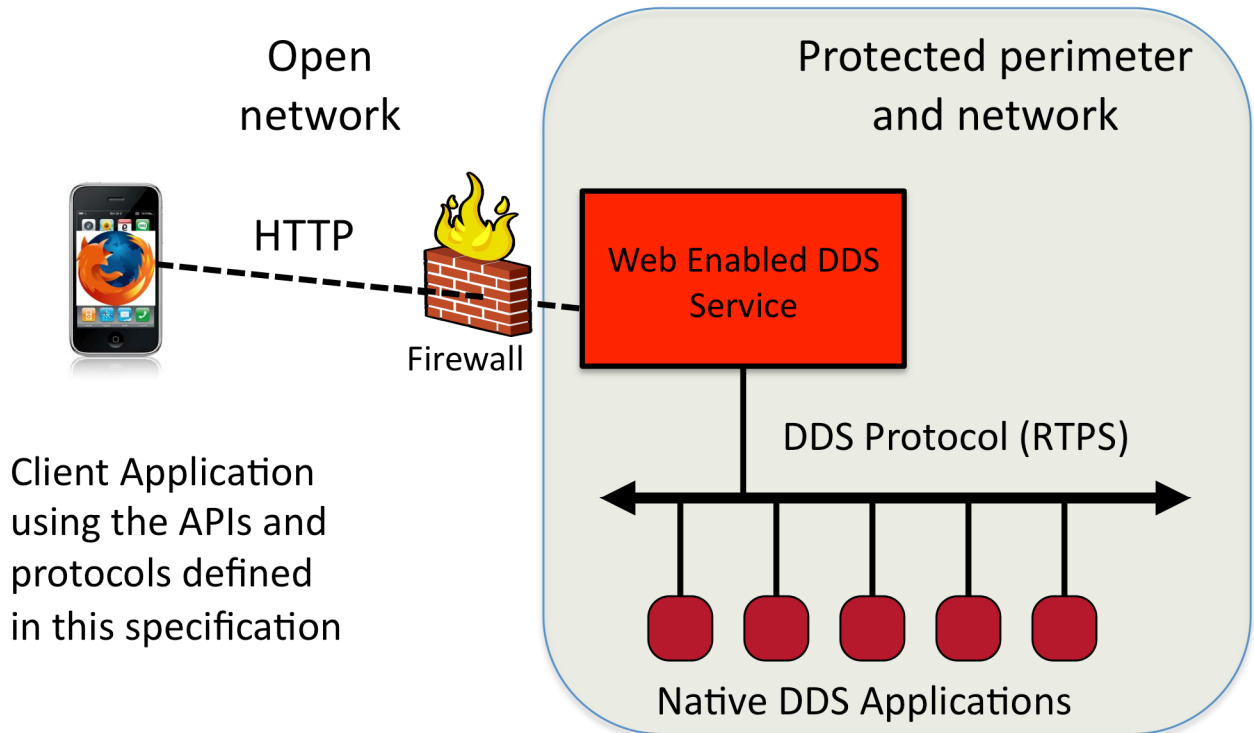 Open
network
Protected perimeter
and network
HTTP
Firewall
Web Enabled DDS
Service
DDS Protocol (RTPS)
Client Application
using the APIs and
protocols defined
in this specification
Native DDS Applications